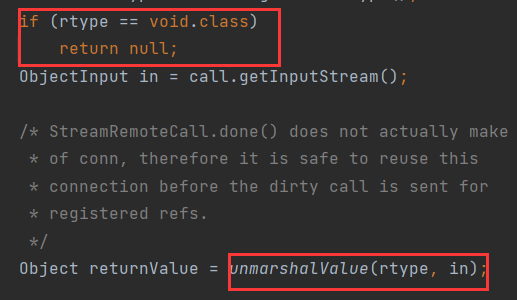 if (rtype == void.class)
return null;
ObjectInput in = call.getInputStream();
/* StreamRemoteCall.done() does not actually make
* of conn, therefore it is safe to reuse this
* connection before the dirty call is sent for
* registered refs.
*/
Object returnValue = unmarshalValue(rtype, in);